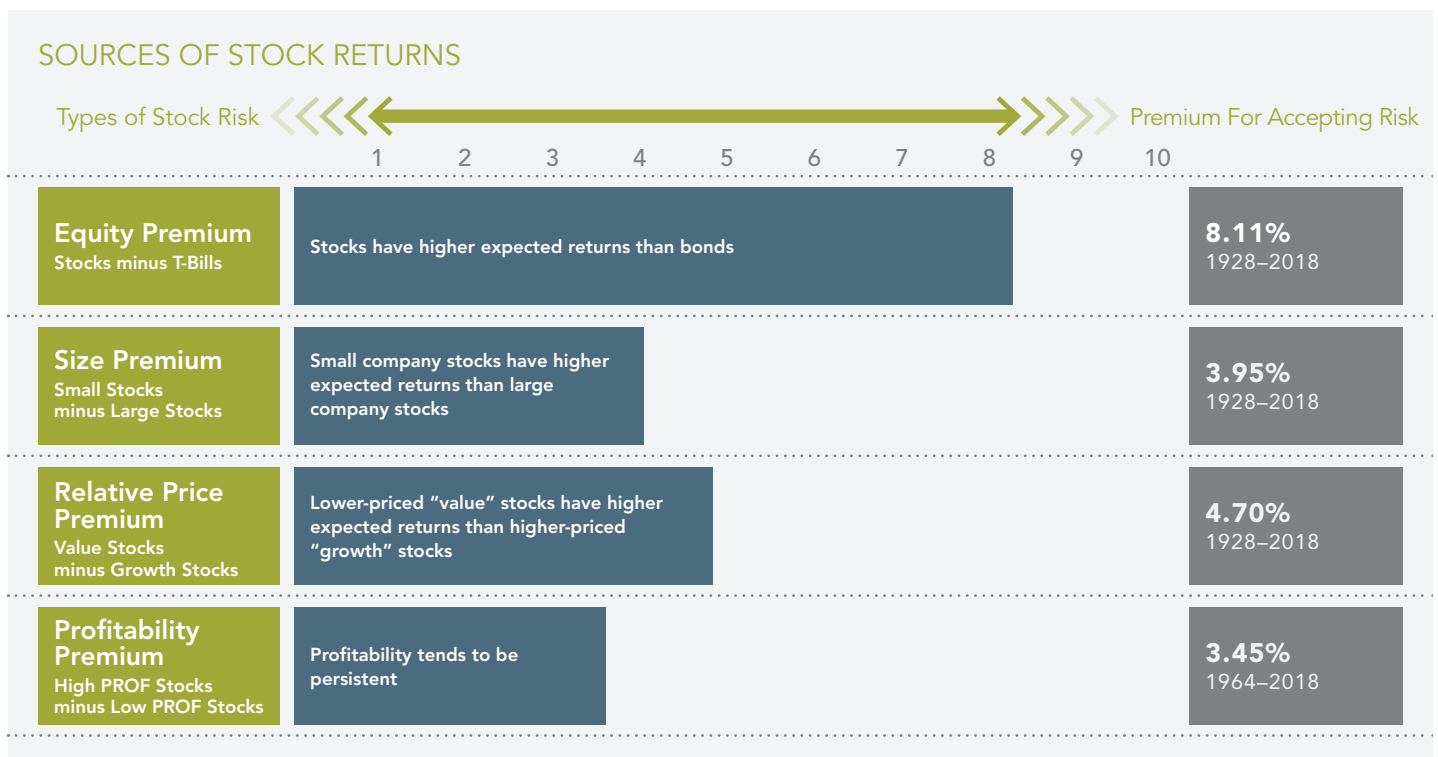 SOURCES OF STOCK RETURNS
Types of Stock Risk
Premium For Accepting Risk
1 2 3 4 5 6 7 8 9 10
Equity Premium
Stocks minus T-Bills
Stocks have higher expected returns than bonds
8.11%
1928–2018
Size Premium
Small Stocks
minus Large Stocks
Small company stocks have higher
expected returns than large
company stocks
3.95%
1928–2018
Relative Price
Premium
Value Stocks
minus Growth Stocks
Lower-priced “value” stocks have higher
expected returns than higher-priced
“growth” stocks
4.70%
1928–2018
Profitability
Premium
High PROF Stocks
minus Low PROF Stocks
Profitability tends to be
persistent
3.45%
1964–2018